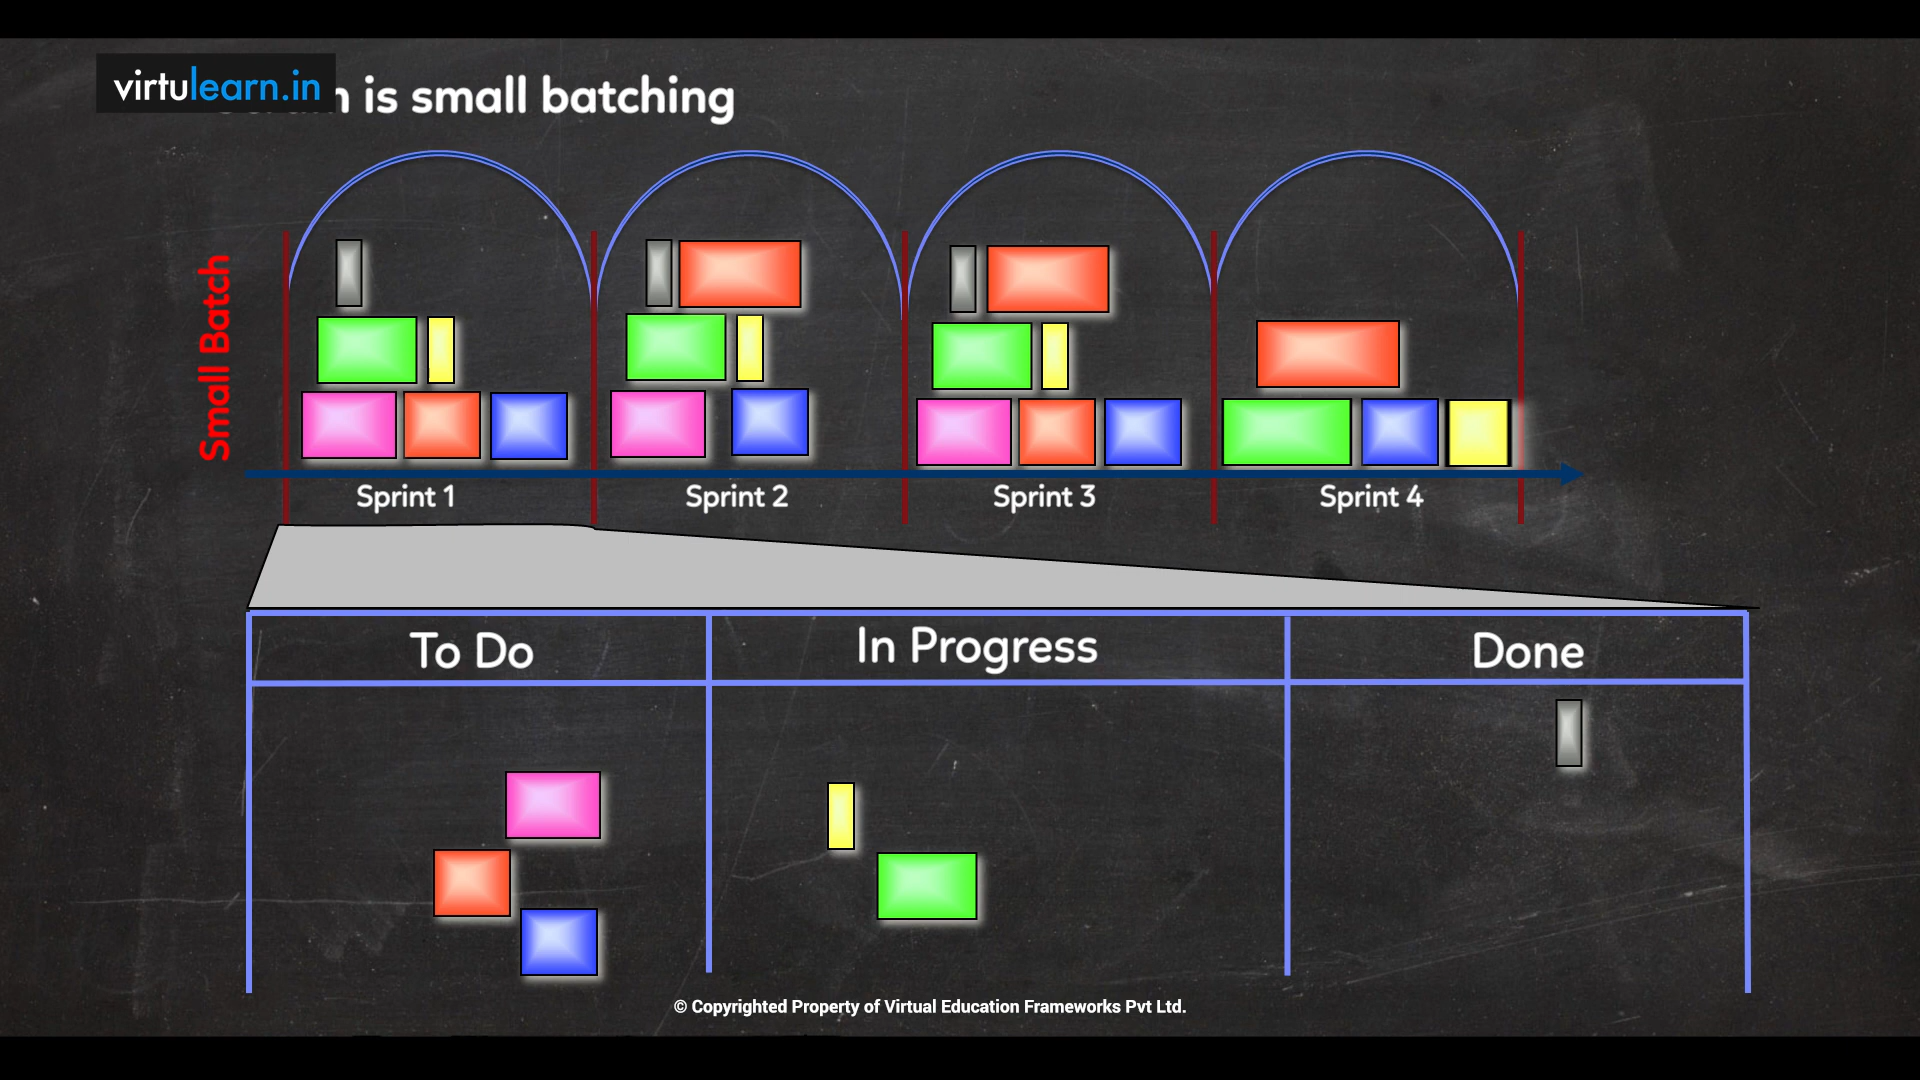 virtulearn.in
is small batching
Small Batch
Sprint 1
Sprint 2
Sprint 3
Sprint 4
To Do
In Progress
Done
© Copyrighted Property of Virtual Education Frameworks Pvt Ltd.